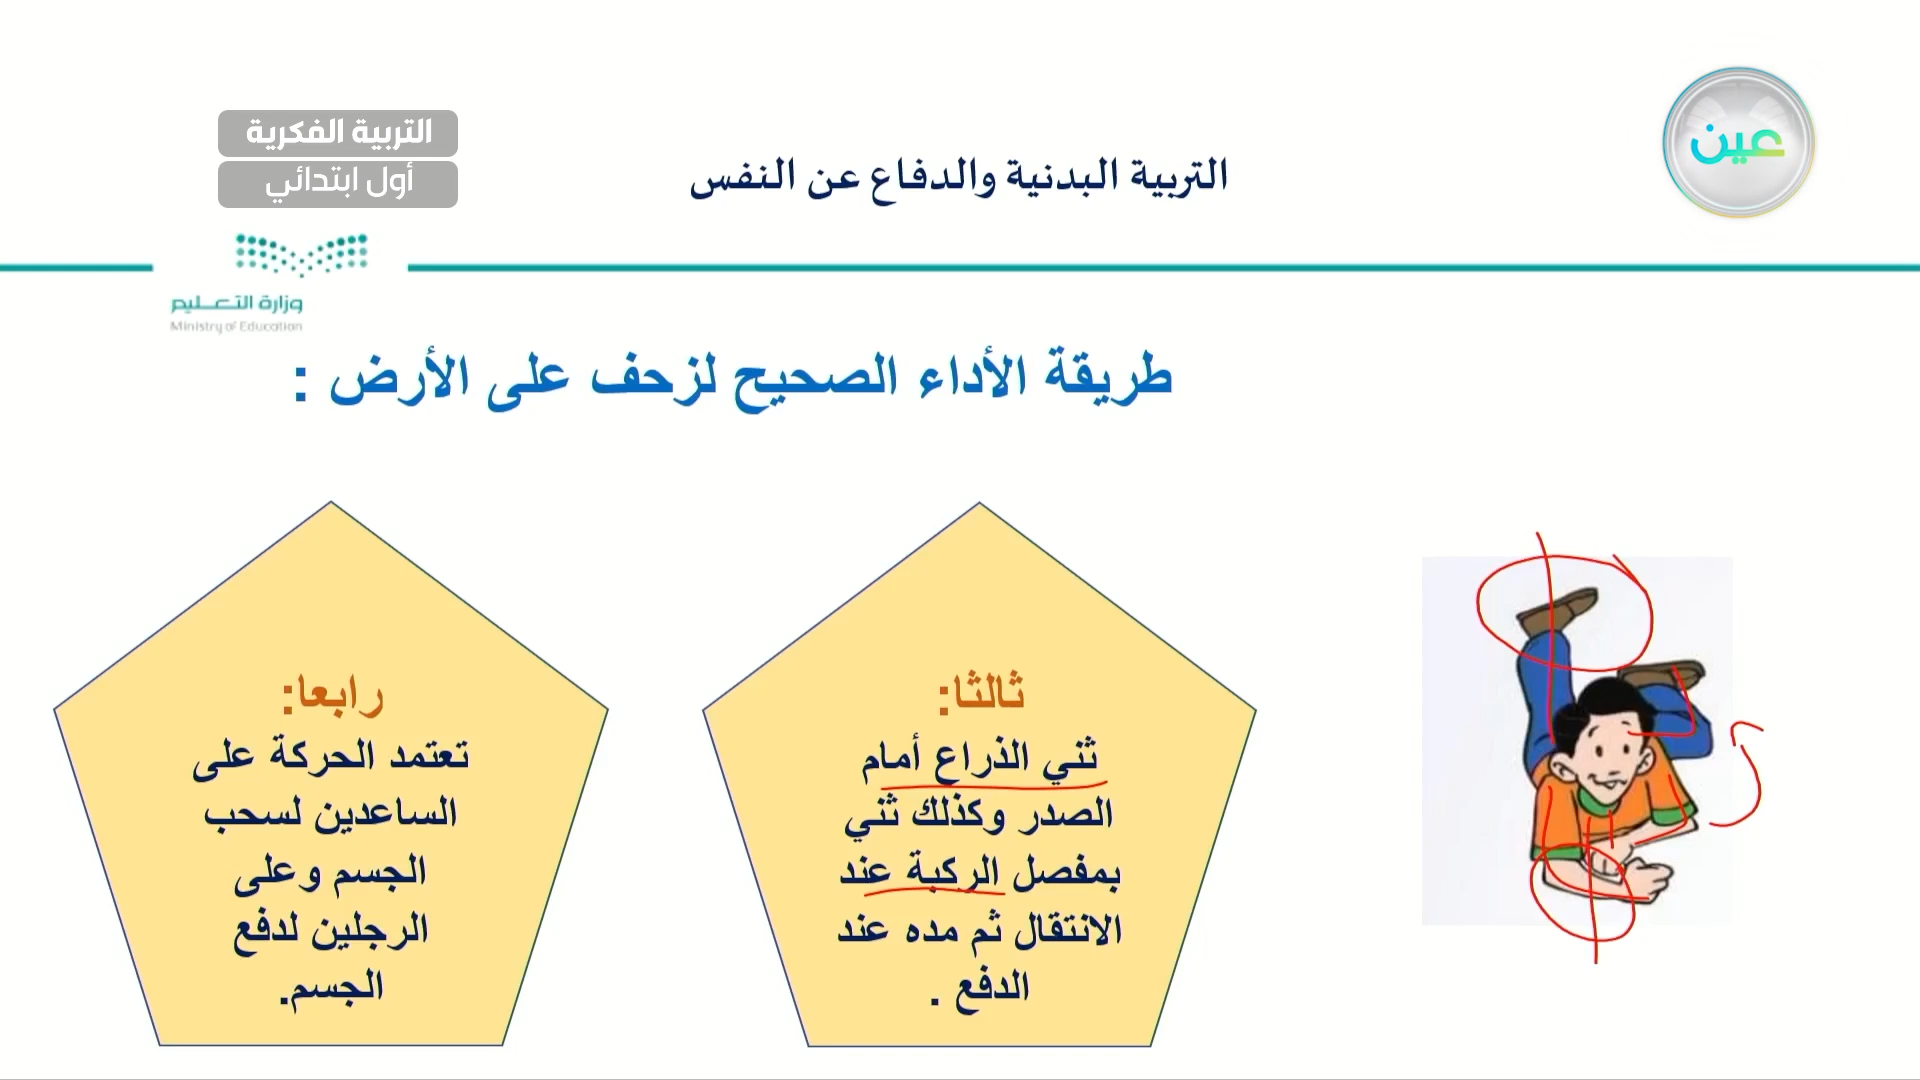 عين
التربية الفكرية
أول ابتدائي
التربية البدنية والدفاع عن النفس
وزارة التعـــليم
Ministry of Education
طريقة الأداء الصحيح لزحف على الأرض :
ثالثا:
ثني الذراع أمام
الصدر وكذلك ثني
بمفصل الركبة عند
الانتقال ثم مده عند
الدفع .
رابعا:
تعتمد الحركة على
الساعدين لسحب
الجسم وعلى
الرجلين لدفع
الجسم.